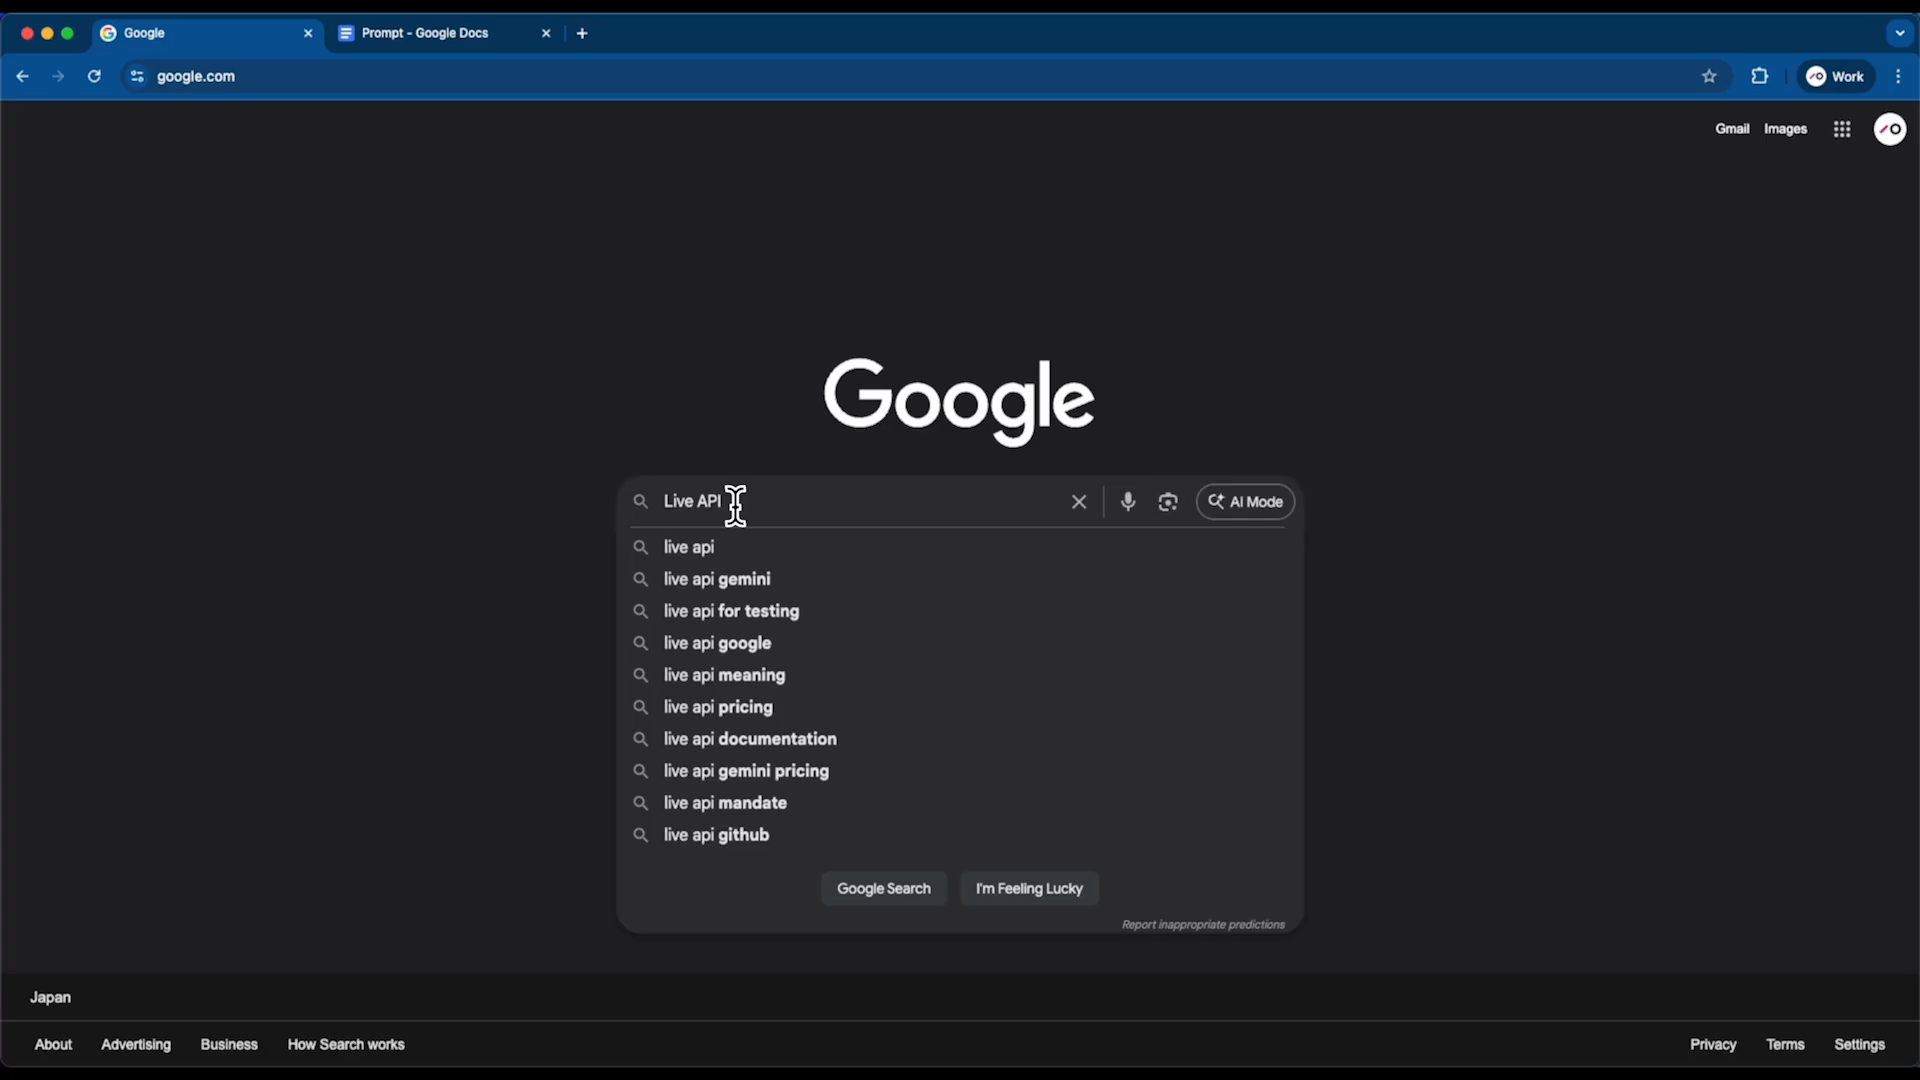 Google
Prompt - Google Docs
google.com
Work
Gmail Images
Google
Live API
AI Mode
live api
live api gemini
live api for testing
live api google
live api meaning
live api pricing
live api documentation
live api gemini pricing
live api mandate
live api github
Google Search
I'm Feeling Lucky
Report inappropriate predictions
Japan
About Advertising Business How Search works
Privacy Terms Settings